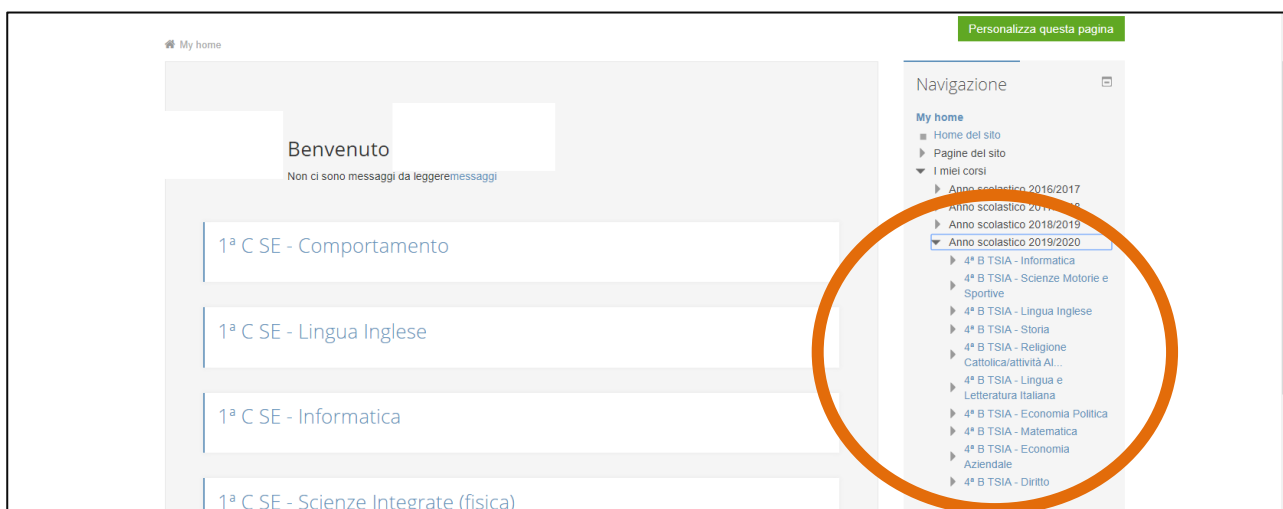 Personalizza questa pagina
My home
Benvenuto
Non ci sono messaggi da leggeremessaggi
1ª C SE - Comportamento
1ª C SE - Lingua Inglese
1ª C SE - Informatica
1ª C SE - Scienze Integrate (fisica)
Navigazione
My home
Home del sito
Pagine del sito
I miei corsi
Anno scolastico 2016/2017
Anno scolastico
Anno scolastico 2018/2019
Anno scolastico 2019/2020
4ª B TSIA - Informatica
4ª B TSIA - Scienze Motorie e
Sportive
4ª B TSIA - Lingua Inglese
4ª B TSIA - Storia
4ª B TSIA - Religione
Cattolica/attività Al...
4ª B TSIA - Lingua e
Letteratura Italiana
4ª B TSIA - Economia Politica
4ª B TSIA - Matematica
4ª B TSIA - Economia
Aziendale
4ª B TSIA - Diritto